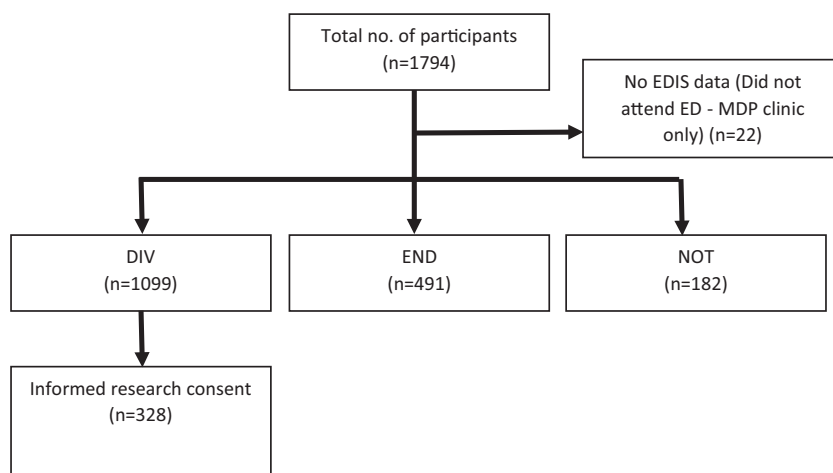 Total no. of participants
(n=1794)
No EDIS data (Did not
attend ED - MDP clinic
only) (n=22)
DIV
(n=1099)
END
(n=491)
NOT
(n=182)
Informed research consent
(n=328)